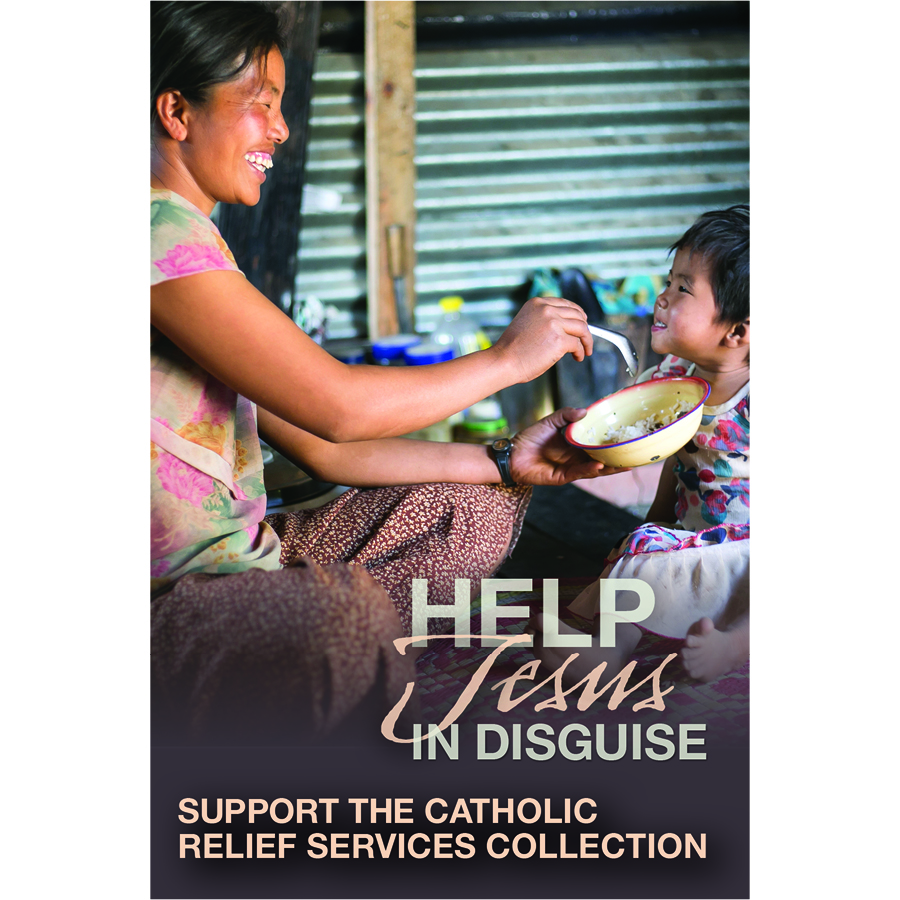 HELP
Jesus
IN DISGUISE
SUPPORT THE CATHOLIC
RELIEF SERVICES COLLECTION